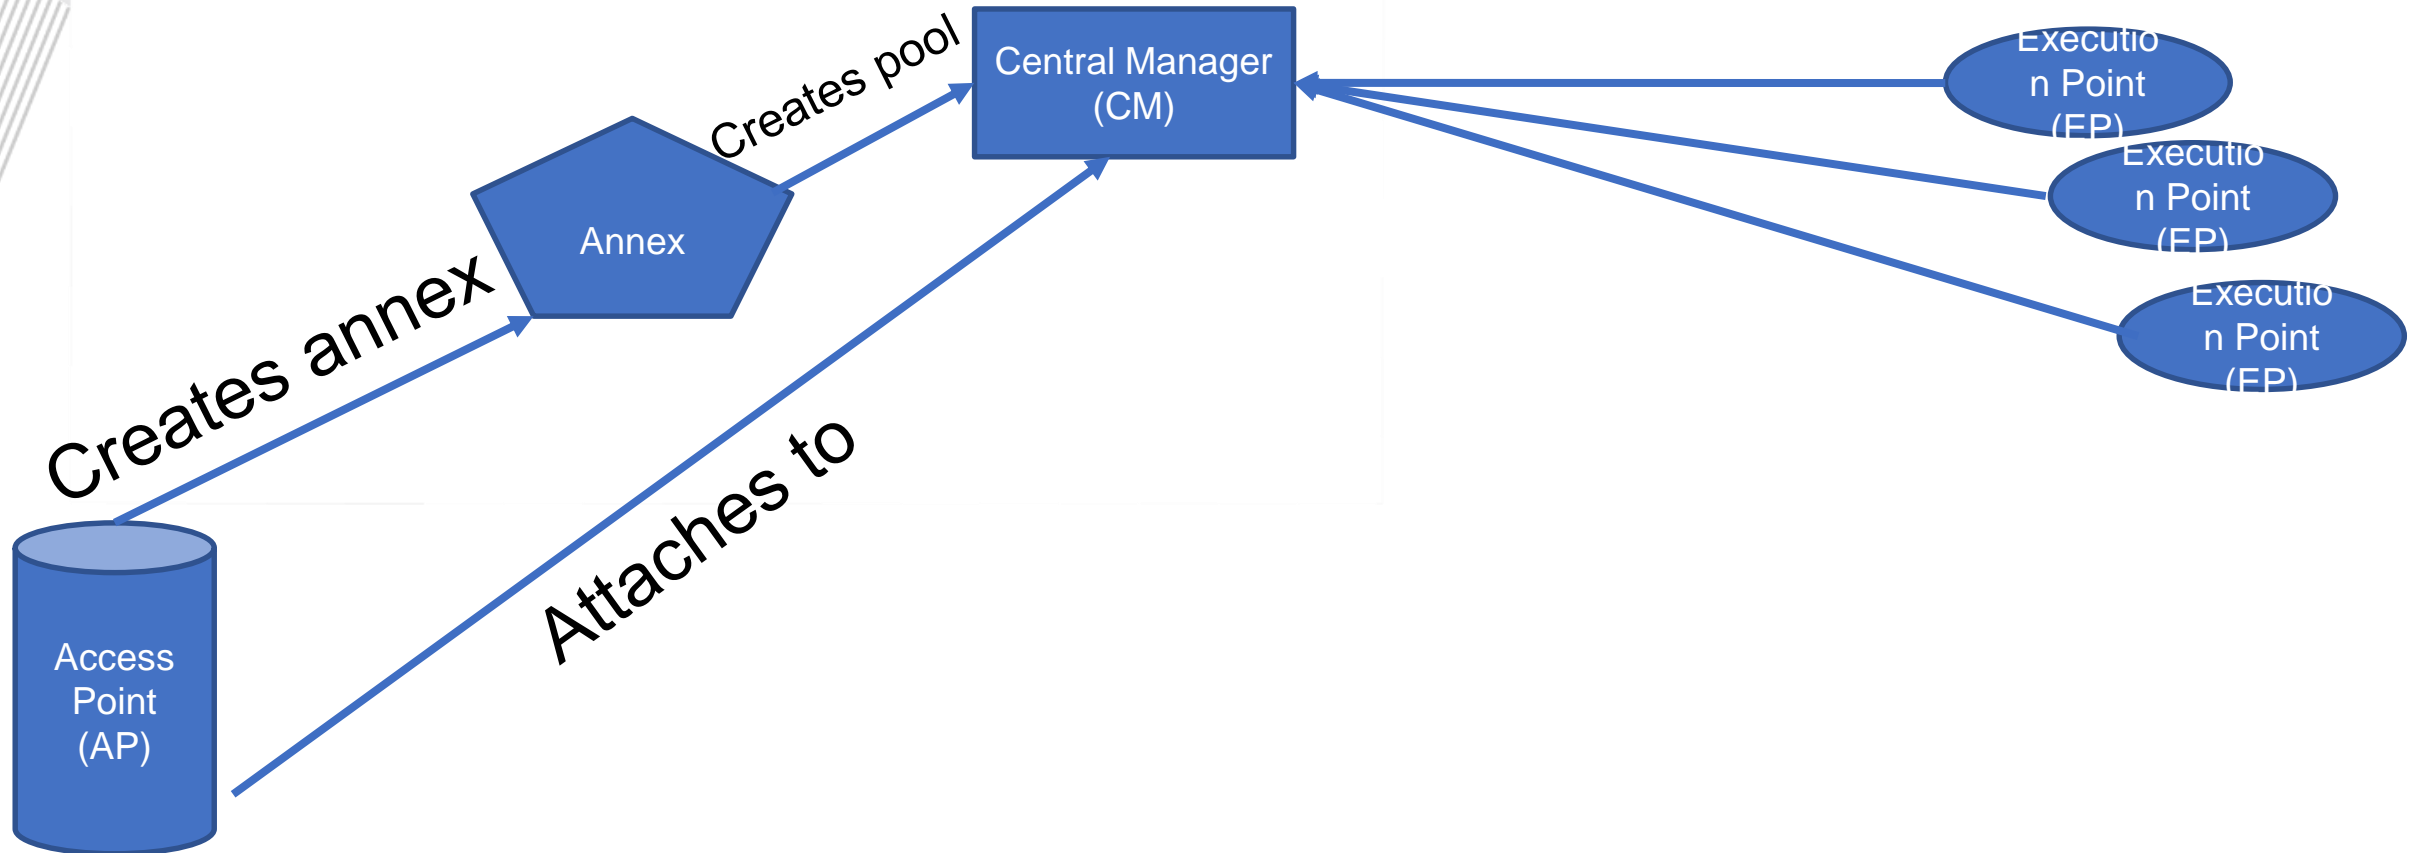 Creates pool
Central Manager
(CM)
Executio
n Point
(EP)
Executio
n Point
(EP)
Executio
n Point
(EP)
Annex
Creates annex
Attaches to
Access
Point
(AP)